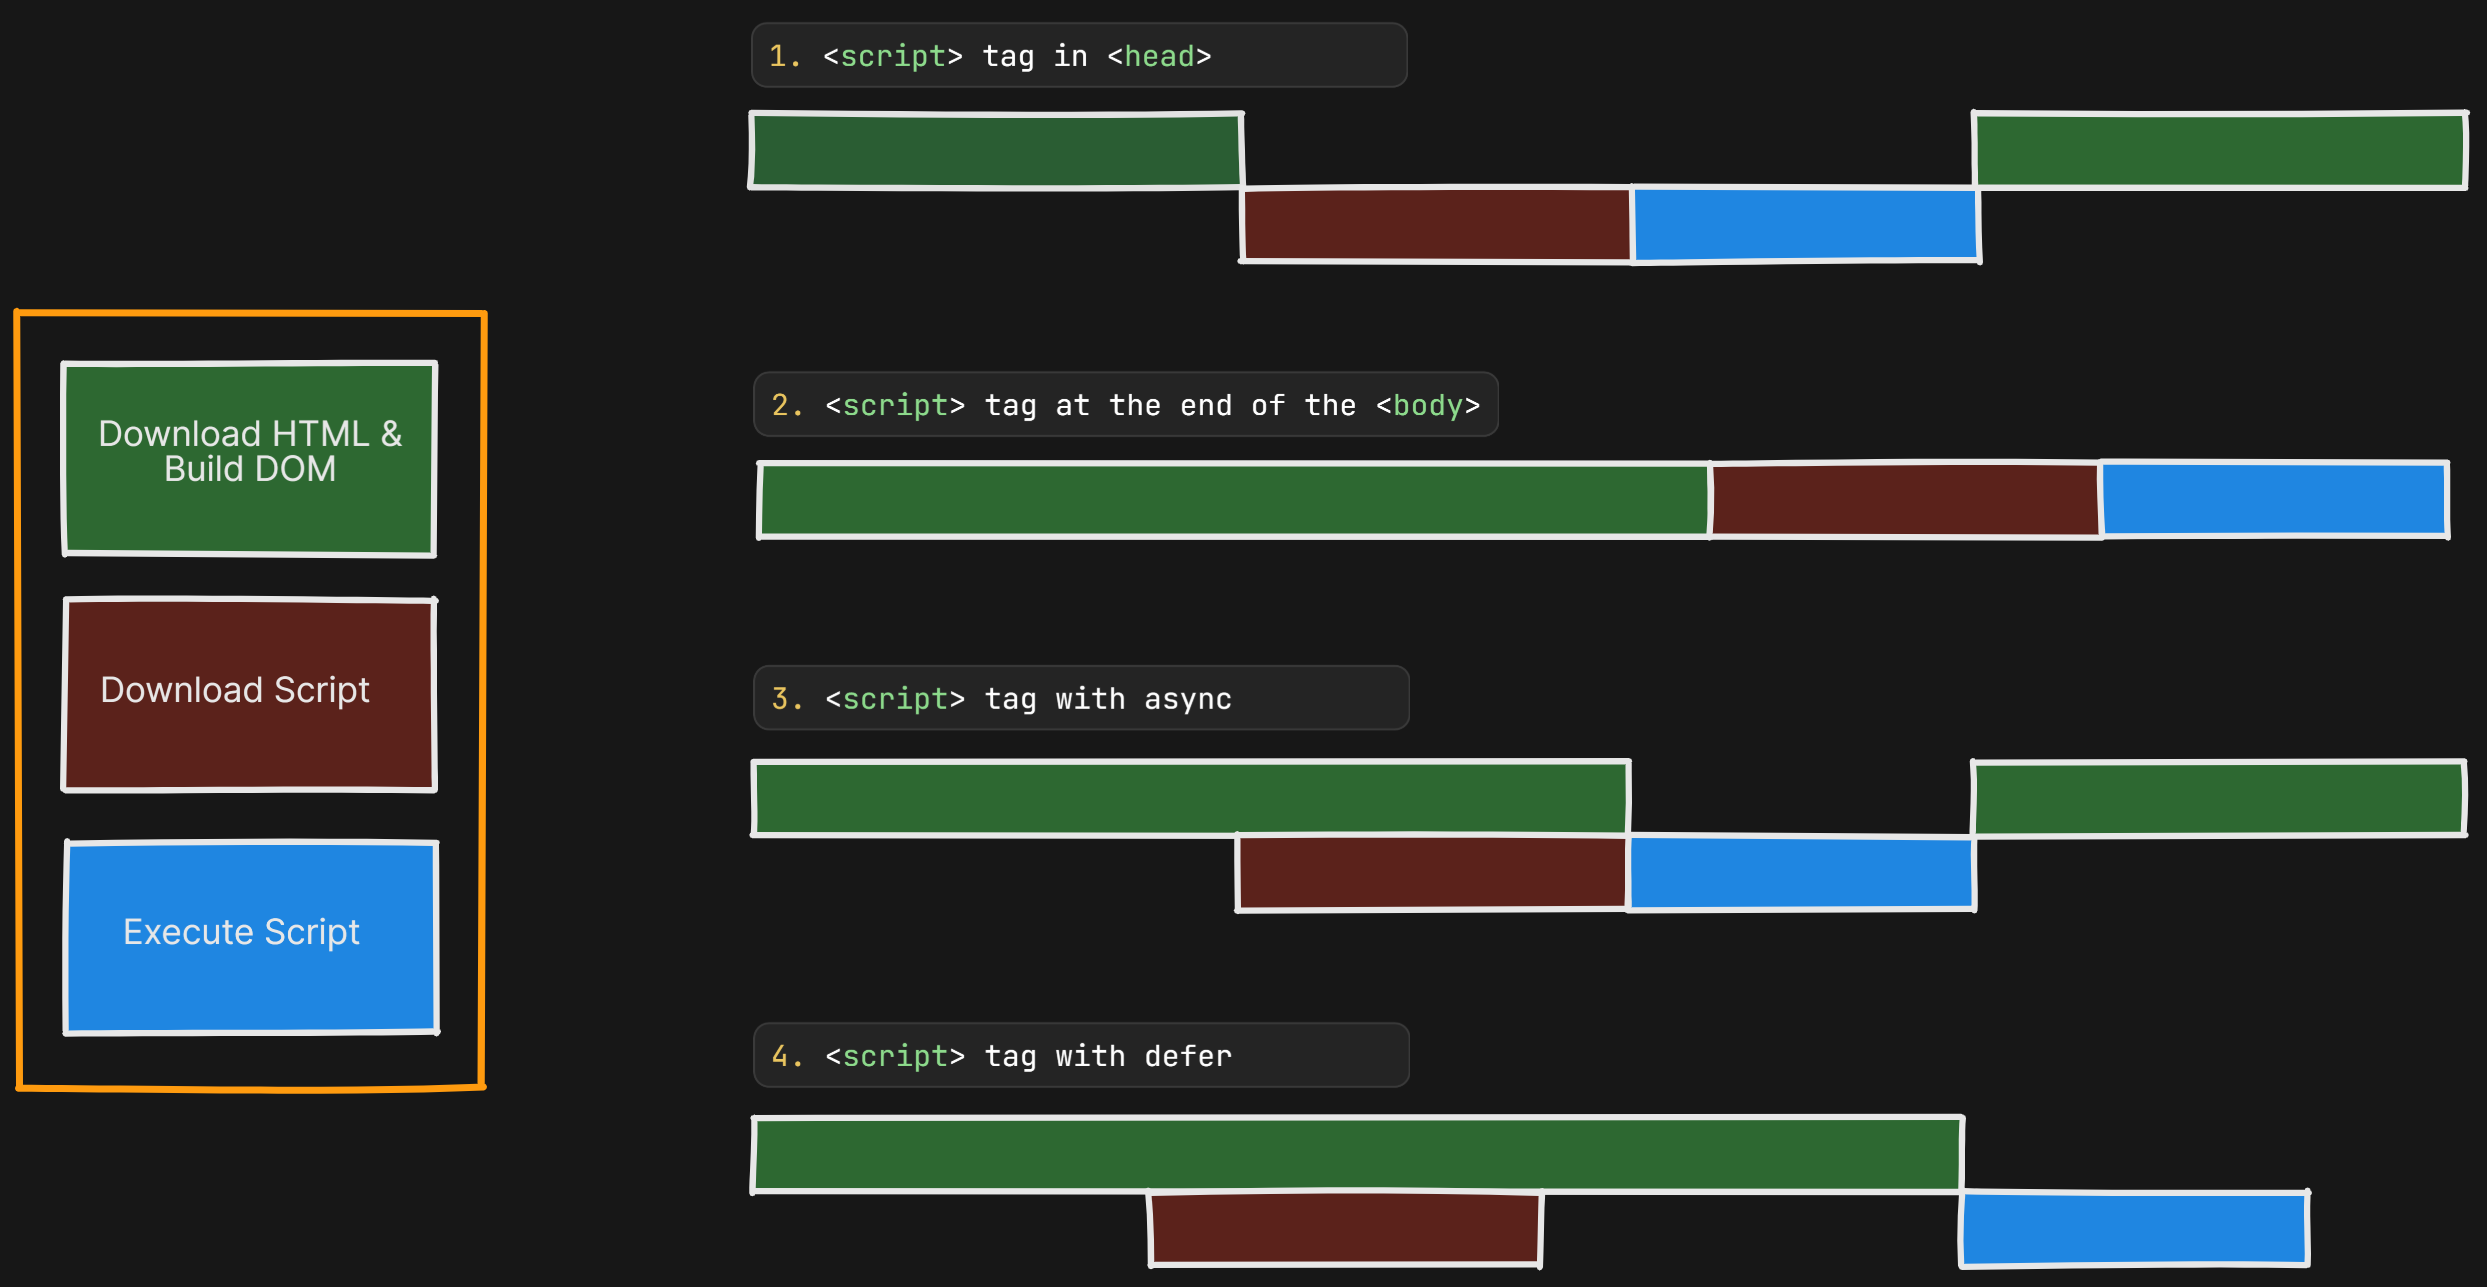 1. <script> tag in <head>
Download HTML &
Build DOM
Download Script
Execute Script
2. <script> tag at the end of the <body>
3. <script> tag with async
4. <script> tag with defer